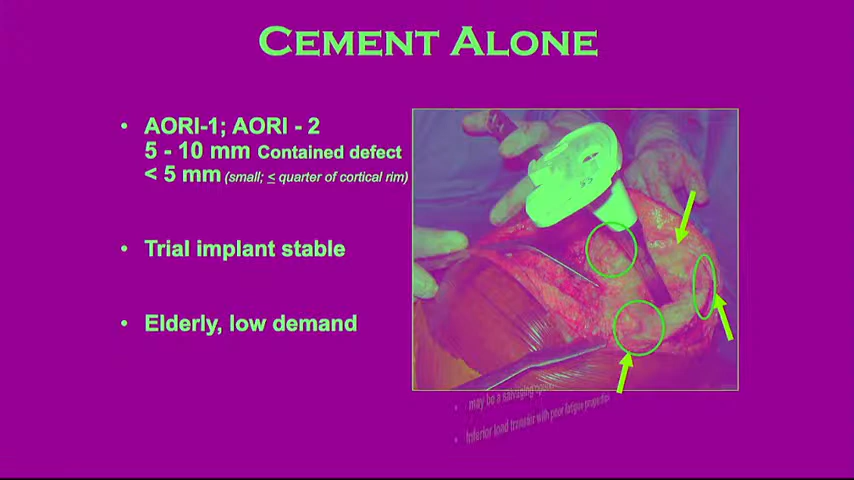 CEMENT ALONE
• AORI-1; AORI - 2
5 - 10 mm Contained defect
< 5 mm (small; ≤ quarter of cortical rim)
• Trial implant stable
• Elderly, low demand
• may be a salvaging
• Inferior load transfer with poor fatigue properties